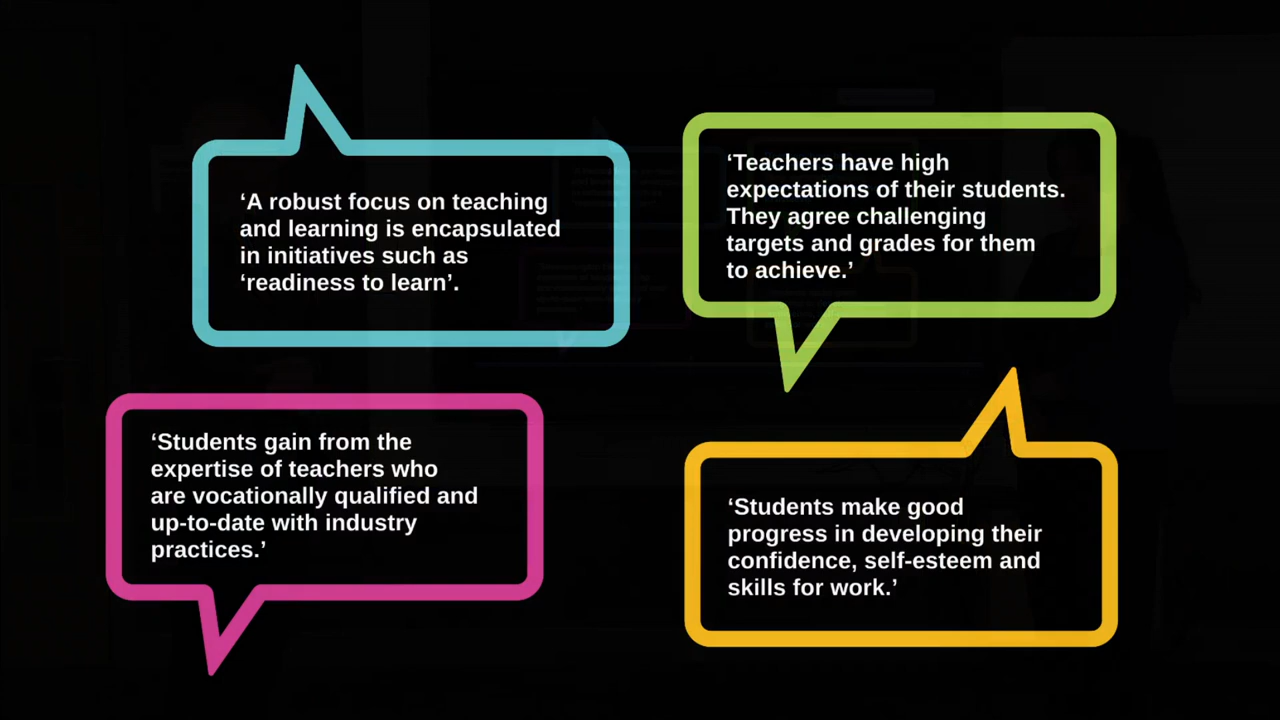 ‘A robust focus on teaching
and learning is encapsulated
in initiatives such as
‘readiness to learn’.
‘Teachers have high
expectations of their students.
They agree challenging
targets and grades for them
to achieve.’
‘Students gain from the
expertise of teachers who
are vocationally qualified and
up-to-date with industry
practices.’
‘Students make good
progress in developing their
confidence, self-esteem and
skills for work.’